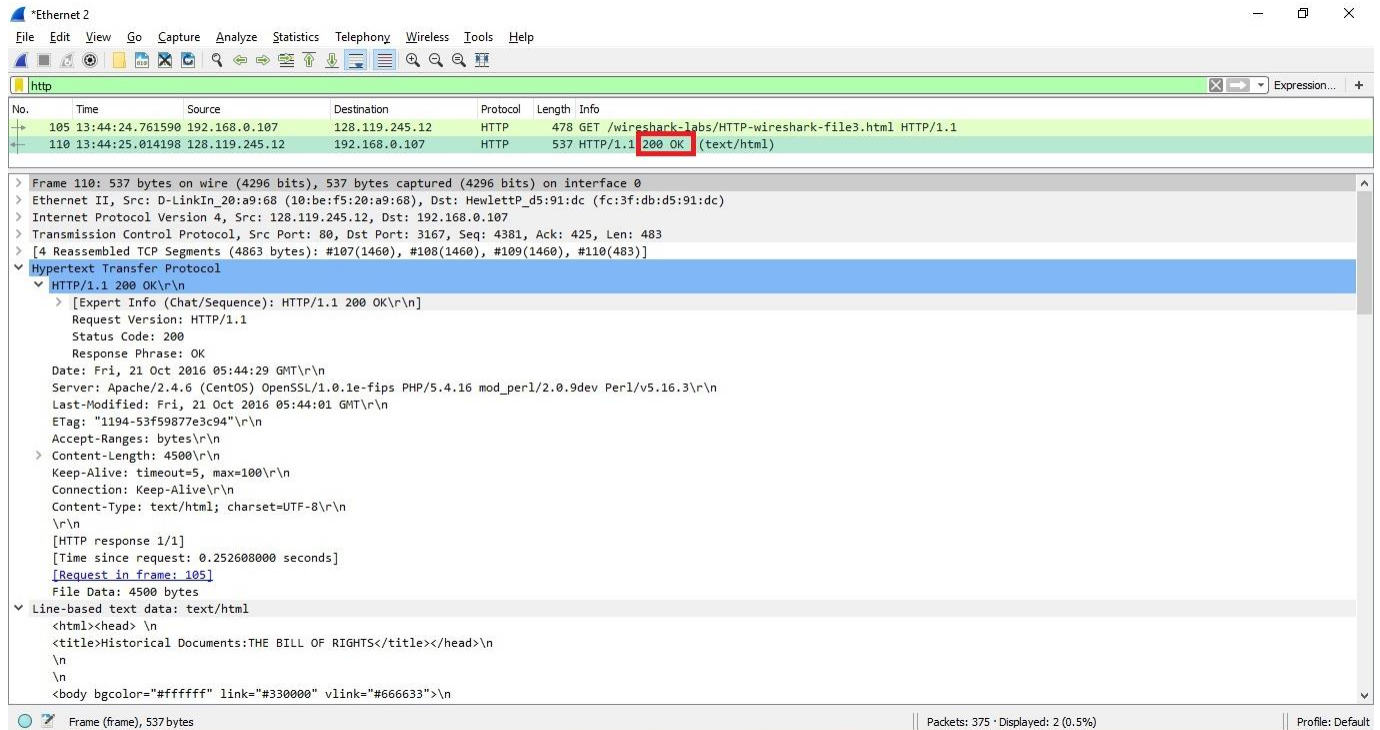 *Ethernet 2
File Edit View Go Capture Analyze Statistics Telephony Wireless Tools Help
http Expression... +
No. Time Source Destination Protocol Length Info
105 13:44:24.761590 192.168.0.107 128.119.245.12 HTTP 478 GET /wireshark-labs/HTTP-wireshark-file3.html HTTP/1.1
110 13:44:25.014198 128.119.245.12 192.168.0.107 HTTP 537 HTTP/1.1 200 OK (text/html)
Frame 110: 537 bytes on wire (4296 bits), 537 bytes captured (4296 bits) on interface 0
Ethernet II, Src: D-LinkIn_20:a9:68 (10:be:f5:20:a9:68), Dst: HewlettP_d5:91:dc (fc:3f:db:d5:91:dc)
Internet Protocol Version 4, Src: 128.119.245.12, Dst: 192.168.0.107
Transmission Control Protocol, Src Port: 80, Dst Port: 3167, Seq: 4381, Ack: 425, Len: 483
[4 Reassembled TCP Segments (4863 bytes): #107(1460), #108(1460), #109(1460), #110(483)]
Hypertext Transfer Protocol
HTTP/1.1 200 OK\r\n
[Expert Info (Chat/Sequence): HTTP/1.1 200 OK\r\n]
Request Version: HTTP/1.1
Status Code: 200
Response Phrase: OK
Date: Fri, 21 Oct 2016 05:44:29 GMT\r\n
Server: Apache/2.4.6 (CentOS) OpenSSL/1.0.1e-fips PHP/5.4.16 mod_perl/2.0.9dev Perl/v5.16.3\r\n
Last-Modified: Fri, 21 Oct 2016 05:44:01 GMT\r\n
ETag: "1194-53f59877e3c94"\r\n
Accept-Ranges: bytes\r\n
Content-Length: 4500\r\n
Keep-Alive: timeout=5, max=100\r\n
Connection: Keep-Alive\r\n
Content-Type: text/html; charset=UTF-8\r\n
\r\n
[HTTP response 1/1]
[Time since request: 0.252608000 seconds]
[Request in frame: 105]
File Data: 4500 bytes
Line-based text data: text/html
<html><head> \n
<title>Historical Documents:THE BILL OF RIGHTS</title></head>\n
\n
\n
<body bgcolor="#ffffff" link="#330000" vlink="#666633">\n
Frame (frame), 537 bytes Packets: 375 · Displayed: 2 (0.5%) Profile: Default